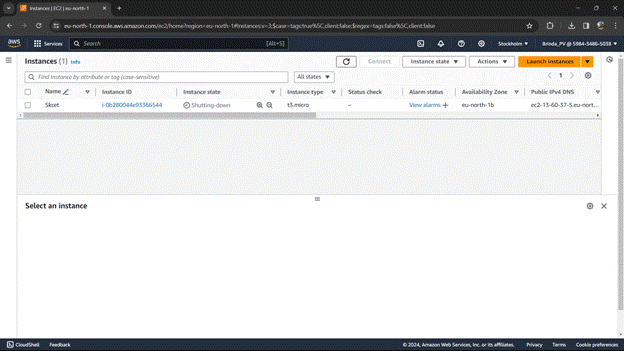 Instances | EC2 | eu-north-1
eu-north-1.console.aws.amazon.com/ec2/home?region=eu-north-1#Instances:v=3;$case=tags:true%5C,client:false;$regex=tags:false%5C,client:false
aws Services Search [Alt+S] Stockholm Brinda_PV @ 5984-3486-5038
Instances (1) Info Connect Instance state Actions Launch instances
Find Instance by attribute or tag (case-sensitive) All states 1
Name Instance ID Instance state Instance type Status check Alarm status Availability Zone Public IPv4 DNS
Skcet i-0b280044e93366544 Shutting-down t3.micro – View alarms + eu-north-1b ec2-13-60-37-5.eu-nort...
Select an instance
CloudShell Feedback © 2024, Amazon Web Services, Inc. or its affiliates. Privacy Terms Cookie preferences